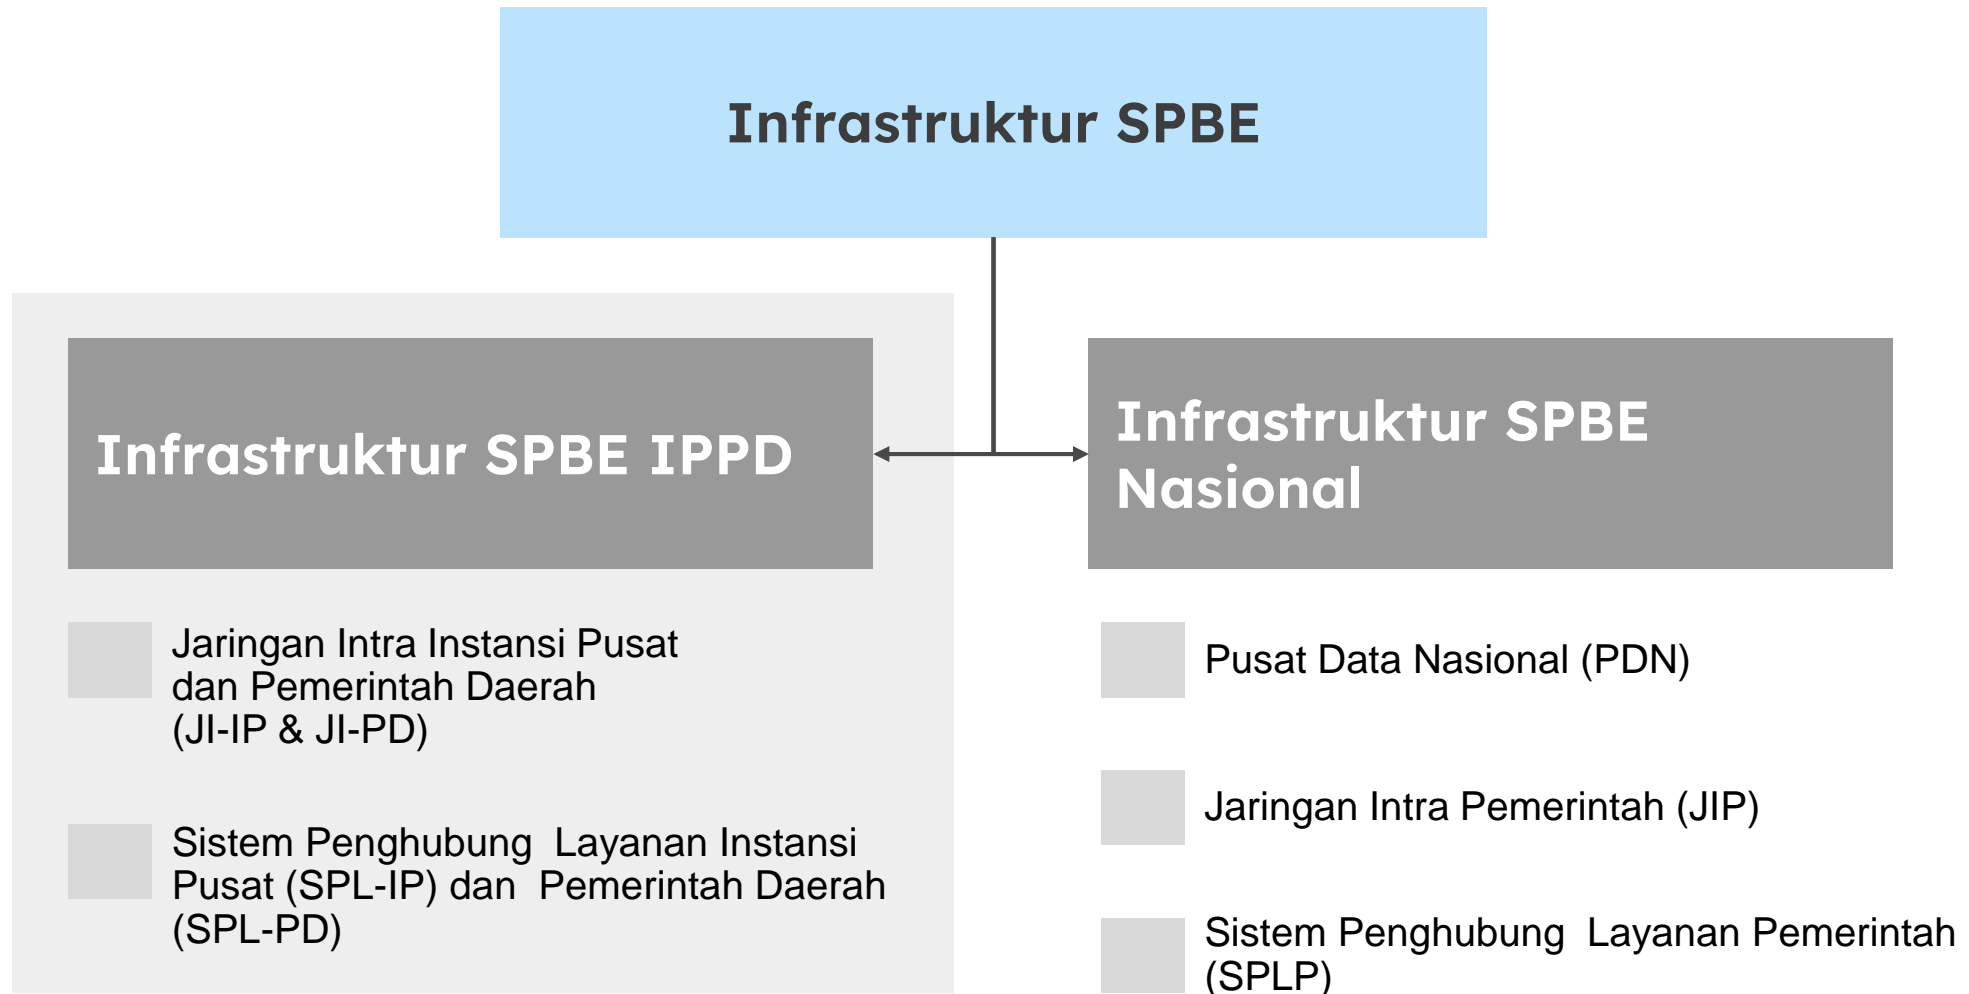 Infrastruktur SPBE
Infrastruktur SPBE IPPD
Jaringan Intra Instansi Pusat
dan Pemerintah Daerah
(JI-IP & JI-PD)
Sistem Penghubung  Layanan Instansi
Pusat (SPL-IP) dan  Pemerintah Daerah
(SPL-PD)
Infrastruktur SPBE
Nasional
Pusat Data Nasional (PDN)
Jaringan Intra Pemerintah (JIP)
Sistem Penghubung  Layanan Pemerintah
(SPLP)